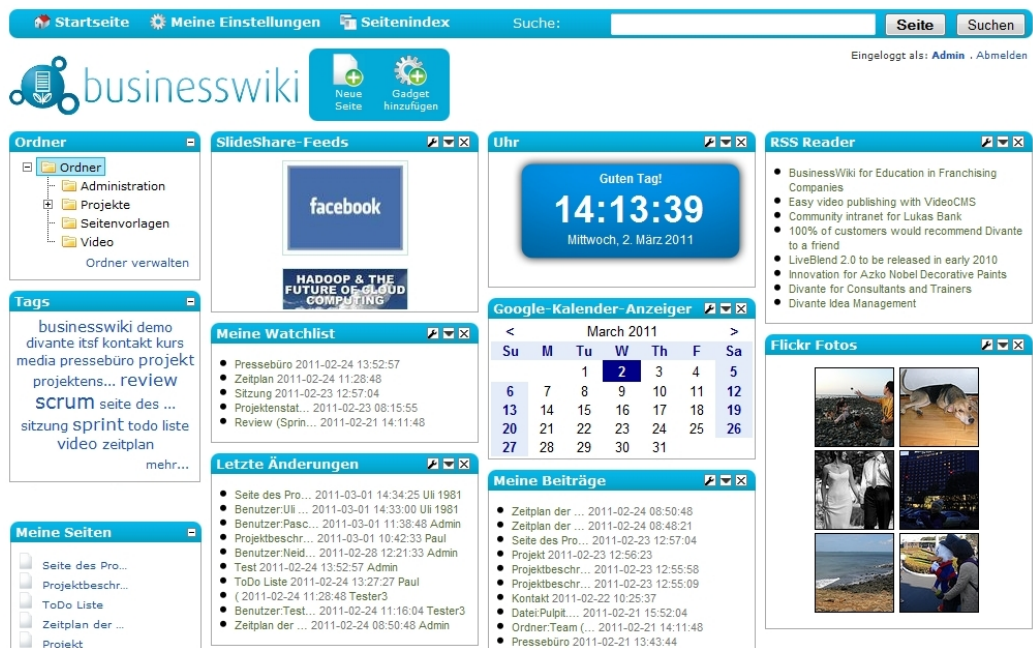 Startseite Meine Einstellungen Seitenindex Suche: Seite Suchen
Eingeloggt als: Admin . Abmelden
businesswiki
Neue Seite
Gadget hinzufügen
Ordner
Ordner
Administration
Projekte
Seitenvorlagen
Video
Ordner verwalten
Tags
businesswiki demo
divante itsf kontakt kurs
media pressebüro projekt
projektens... review
scrum seite des ...
sitzung sprint todo liste
video zeitplan
mehr...
Meine Seiten
Seite des Pro...
Projektbeschr...
ToDo Liste
Zeitplan der ...
Projekt
SlideShare-Feeds
facebook
HADOOP & THE
FUTURE OF CLOUD
COMPUTING
Meine Watchlist
Pressebüro 2011-02-24 13:52:57
Zeitplan 2011-02-24 11:28:48
Sitzung 2011-02-23 12:57:04
Projektenstat... 2011-02-23 08:15:55
Review (Sprin... 2011-02-21 14:11:48
Letzte Änderungen
Seite des Pro... 2011-03-01 14:34:25 Uli 1981
Benutzer:Uli ... 2011-03-01 14:33:00 Uli 1981
Benutzer:Pasc... 2011-03-01 11:38:48 Admin
Projektbeschr... 2011-03-01 10:42:33 Paul
Benutzer:Neid... 2011-02-28 12:21:33 Admin
Test 2011-02-24 13:52:57 Admin
ToDo Liste 2011-02-24 13:27:27 Paul
( 2011-02-24 11:28:48 Tester3
Benutzer:Test... 2011-02-24 11:16:04 Tester3
Zeitplan der ... 2011-02-24 08:50:48 Admin
Uhr
Guten Tag!
14:13:39
Mittwoch, 2. März 2011
Google-Kalender-Anzeiger
< March 2011 >
Su M Tu W Th F Sa
1 2 3 4 5
6 7 8 9 10 11 12
13 14 15 16 17 18 19
20 21 22 23 24 25 26
27 28 29 30 31
Meine Beiträge
Zeitplan der ... 2011-02-24 08:50:48
Zeitplan der ... 2011-02-24 08:48:21
Seite des Pro... 2011-02-23 12:57:04
Projekt 2011-02-23 12:56:23
Projektbeschr... 2011-02-23 12:55:58
Projektbeschr... 2011-02-23 12:55:09
Kontakt 2011-02-22 10:25:37
Datei:Pulpit.... 2011-02-21 15:52:04
Ordner:Team (... 2011-02-21 14:11:48
Pressebüro 2011-02-21 13:43:44
RSS Reader
BusinessWiki for Education in Franchising
Companies
Easy video publishing with VideoCMS
Community intranet for Lukas Bank
100% of customers would recommend Divante
to a friend
LiveBlend 2.0 to be released in early 2010
Innovation for Azko Nobel Decorative Paints
Divante for Consultants and Trainers
Divante Idea Management
Flickr Fotos